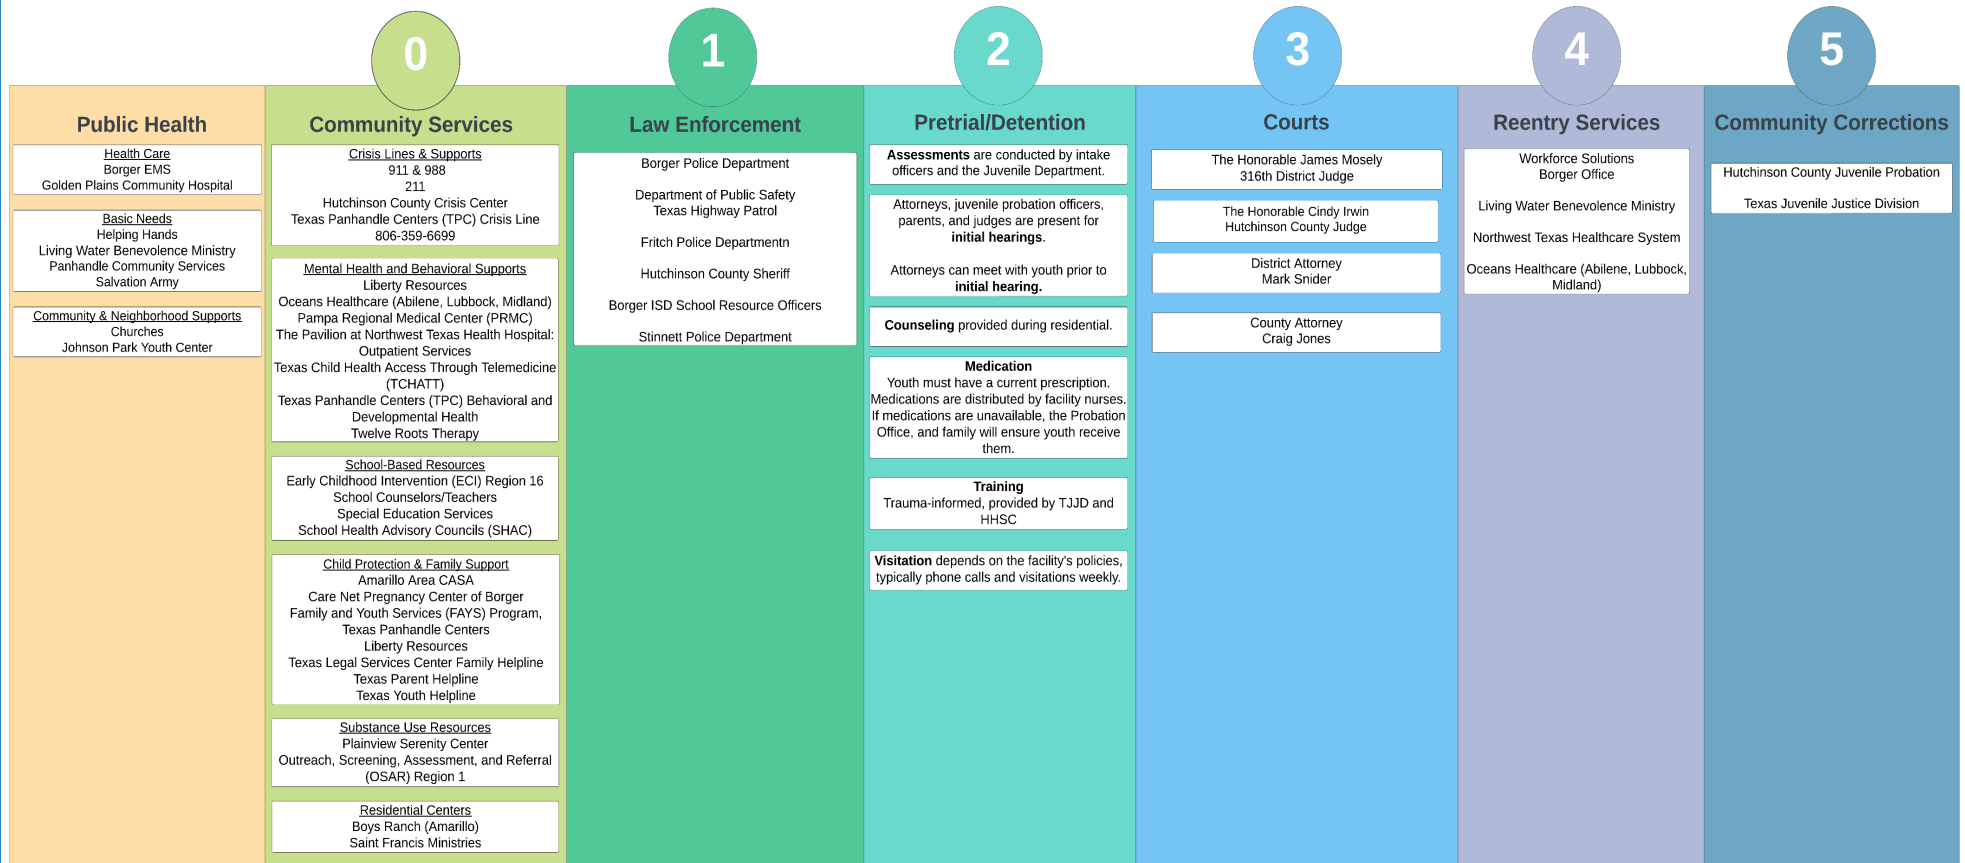 Public Health
Health Care
Borger EMS
Golden Plains Community Hospital
Basic Needs
Helping Hands
Living Water Benevolence Ministry
Panhandle Community Services
Salvation Army
Community & Neighborhood Supports
Churches
Johnson Park Youth Center
0
Community Services
Crisis Lines & Supports
911 & 988
211
Hutchinson County Crisis Center
Texas Panhandle Centers (TPC) Crisis Line
806-359-6699
Mental Health and Behavioral Supports
Liberty Resources
Oceans Healthcare (Abilene, Lubbock, Midland)
Pampa Regional Medical Center (PRMC)
The Pavilion at Northwest Texas Health Hospital:
Outpatient Services
Texas Child Health Access Through Telemedicine
(TCHATT)
Texas Panhandle Centers (TPC) Behavioral and
Developmental Health
Twelve Roots Therapy
School-Based Resources
Early Childhood Intervention (ECI) Region 16
School Counselors/Teachers
Special Education Services
School Health Advisory Councils (SHAC)
Child Protection & Family Support
Amarillo Area CASA
Care Net Pregnancy Center of Borger
Family and Youth Services (FAYS) Program,
Texas Panhandle Centers
Liberty Resources
Texas Legal Services Center Family Helpline
Texas Parent Helpline
Texas Youth Helpline
Substance Use Resources
Plainview Serenity Center
Outreach, Screening, Assessment, and Referral
(OSAR) Region 1
Residential Centers
Boys Ranch (Amarillo)
Saint Francis Ministries
1
Law Enforcement
Borger Police Department
Department of Public Safety
Texas Highway Patrol
Fritch Police Departmentn
Hutchinson County Sheriff
Borger ISD School Resource Officers
Stinnett Police Department
2
Pretrial/Detention
Assessments are conducted by intake
officers and the Juvenile Department.
Attorneys, juvenile probation officers,
parents, and judges are present for
initial hearings.
Attorneys can meet with youth prior to
initial hearing.
Counseling provided during residential.
Medication
Youth must have a current prescription.
Medications are distributed by facility nurses.
If medications are unavailable, the Probation
Office, and family will ensure youth receive
them.
Training
Trauma-informed, provided by TJJD and
HHSC
Visitation depends on the facility's policies,
typically phone calls and visitations weekly.
3
Courts
The Honorable James Mosely
316th District Judge
The Honorable Cindy Irwin
Hutchinson County Judge
District Attorney
Mark Snider
County Attorney
Craig Jones
4
Reentry Services
Workforce Solutions
Borger Office
Living Water Benevolence Ministry
Northwest Texas Healthcare System
Oceans Healthcare (Abilene, Lubbock,
Midland)
5
Community Corrections
Hutchinson County Juvenile Probation
Texas Juvenile Justice Division